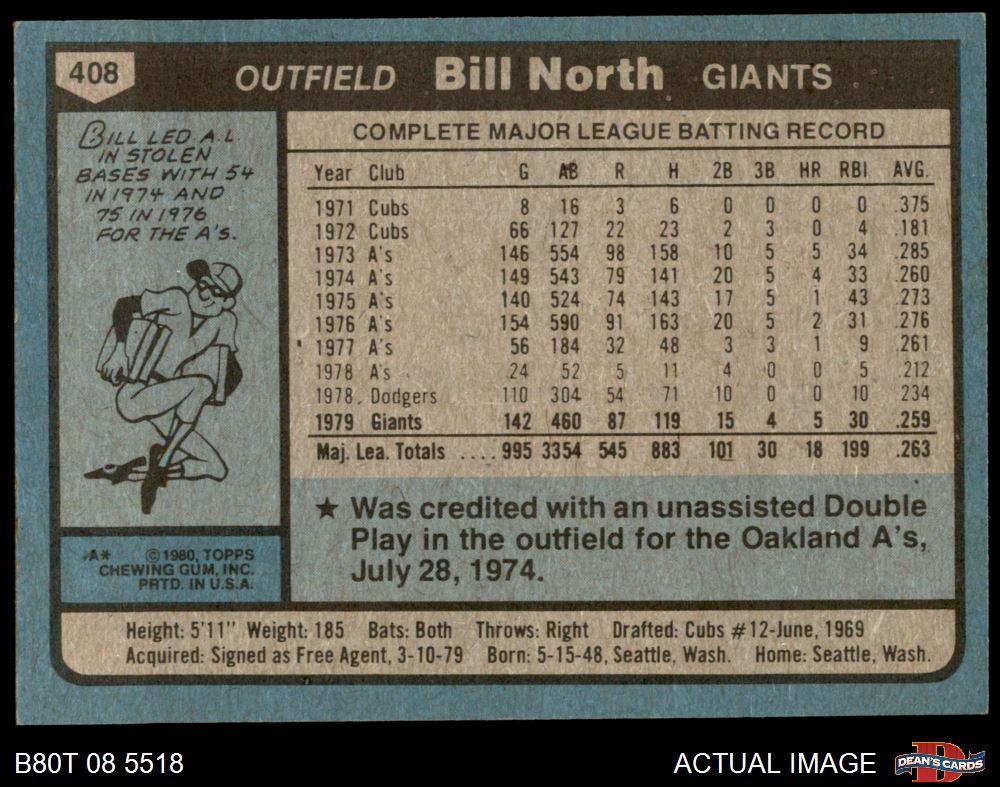 408
OUTFIELD Bill North GIANTS
BILL LED A.L.
IN STOLEN
BASES WITH 54
IN 1974 AND
75 IN 1976
FOR THE A'S.
*A* ©1980, TOPPS
CHEWING GUM, INC.
PRTD. IN U.S.A.
COMPLETE MAJOR LEAGUE BATTING RECORD
Year Club G AB R H 2B 3B HR RBI AVG.
1971 Cubs 8 16 3 6 0 0 0 0 .375
1972 Cubs 66 127 22 23 2 3 0 4 .181
1973 A's 146 554 98 158 10 5 5 34 .285
1974 A's 149 543 79 141 20 5 4 33 .260
1975 A's 140 524 74 143 17 5 1 43 .273
1976 A's 154 590 91 163 20 5 2 31 .276
1977 A's 56 184 32 48 3 3 1 9 .261
1978 A's 24 52 5 11 4 0 0 5 .212
1978 Dodgers 110 304 54 71 10 0 0 10 .234
1979 Giants 142 460 87 119 15 4 5 30 .259
Maj. Lea. Totals .... 995 3354 545 883 101 30 18 199 .263
★ Was credited with an unassisted Double
Play in the outfield for the Oakland A's,
July 28, 1974.
Height: 5'11" Weight: 185 Bats: Both Throws: Right Drafted: Cubs #12-June, 1969
Acquired: Signed as Free Agent, 3-10-79 Born: 5-15-48, Seattle, Wash. Home: Seattle, Wash.
B80T 08 5518
ACTUAL IMAGE
DEAN'S CARDS